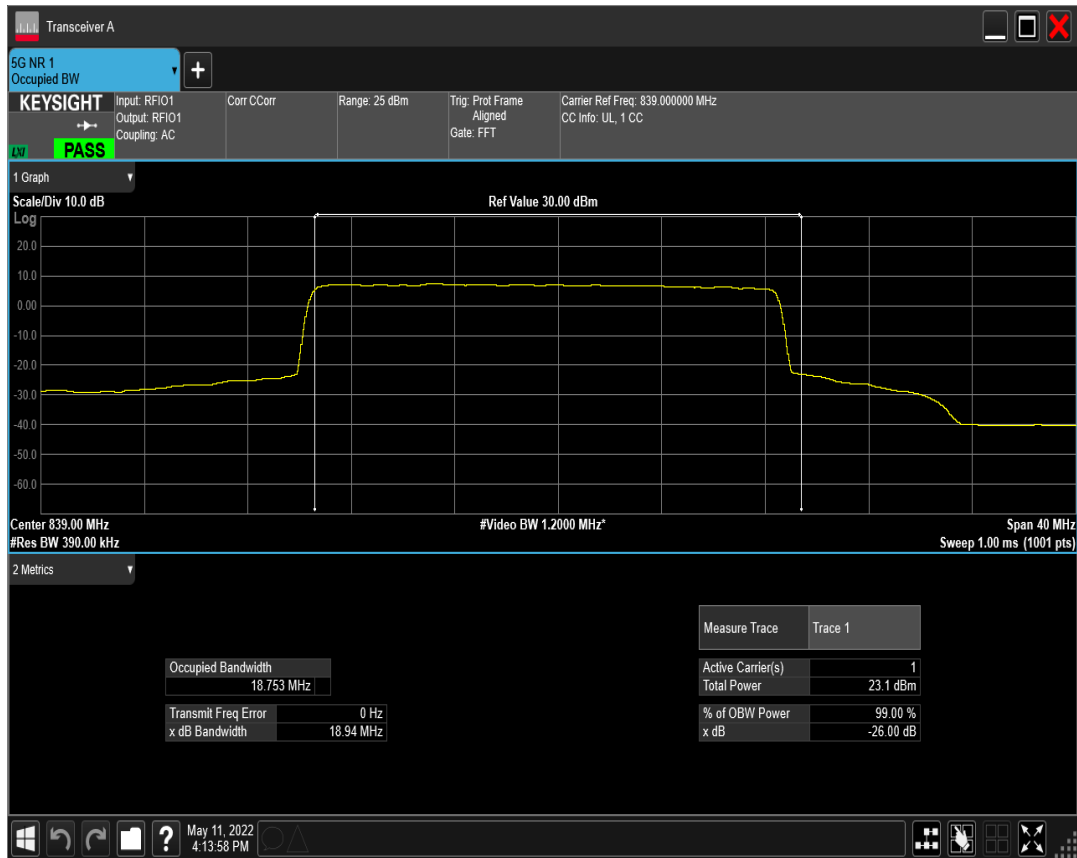 Transceiver A
5G NR 1
Occupied BW
+
KEYSIGHT
LXI
PASS
Input: RFIO1
Output: RFIO1
Coupling: AC
Corr CCorr
Range: 25 dBm
Trig: Prot Frame
Aligned
Gate: FFT
Carrier Ref Freq: 839.000000 MHz
CC Info: UL, 1 CC
1 Graph
Scale/Div 10.0 dB
Ref Value 30.00 dBm
Log
20.0
10.0
0.00
-10.0
-20.0
-30.0
-40.0
-50.0
-60.0
Center 839.00 MHz
#Video BW 1.2000 MHz*
Span 40 MHz
#Res BW 390.00 kHz
Sweep 1.00 ms (1001 pts)
2 Metrics
Measure Trace Trace 1
Occupied Bandwidth
18.753 MHz
Active Carrier(s) 1
Total Power 23.1 dBm
Transmit Freq Error 0 Hz
x dB Bandwidth 18.94 MHz
% of OBW Power 99.00 %
x dB -26.00 dB
?
May 11, 2022
4:13:58 PM